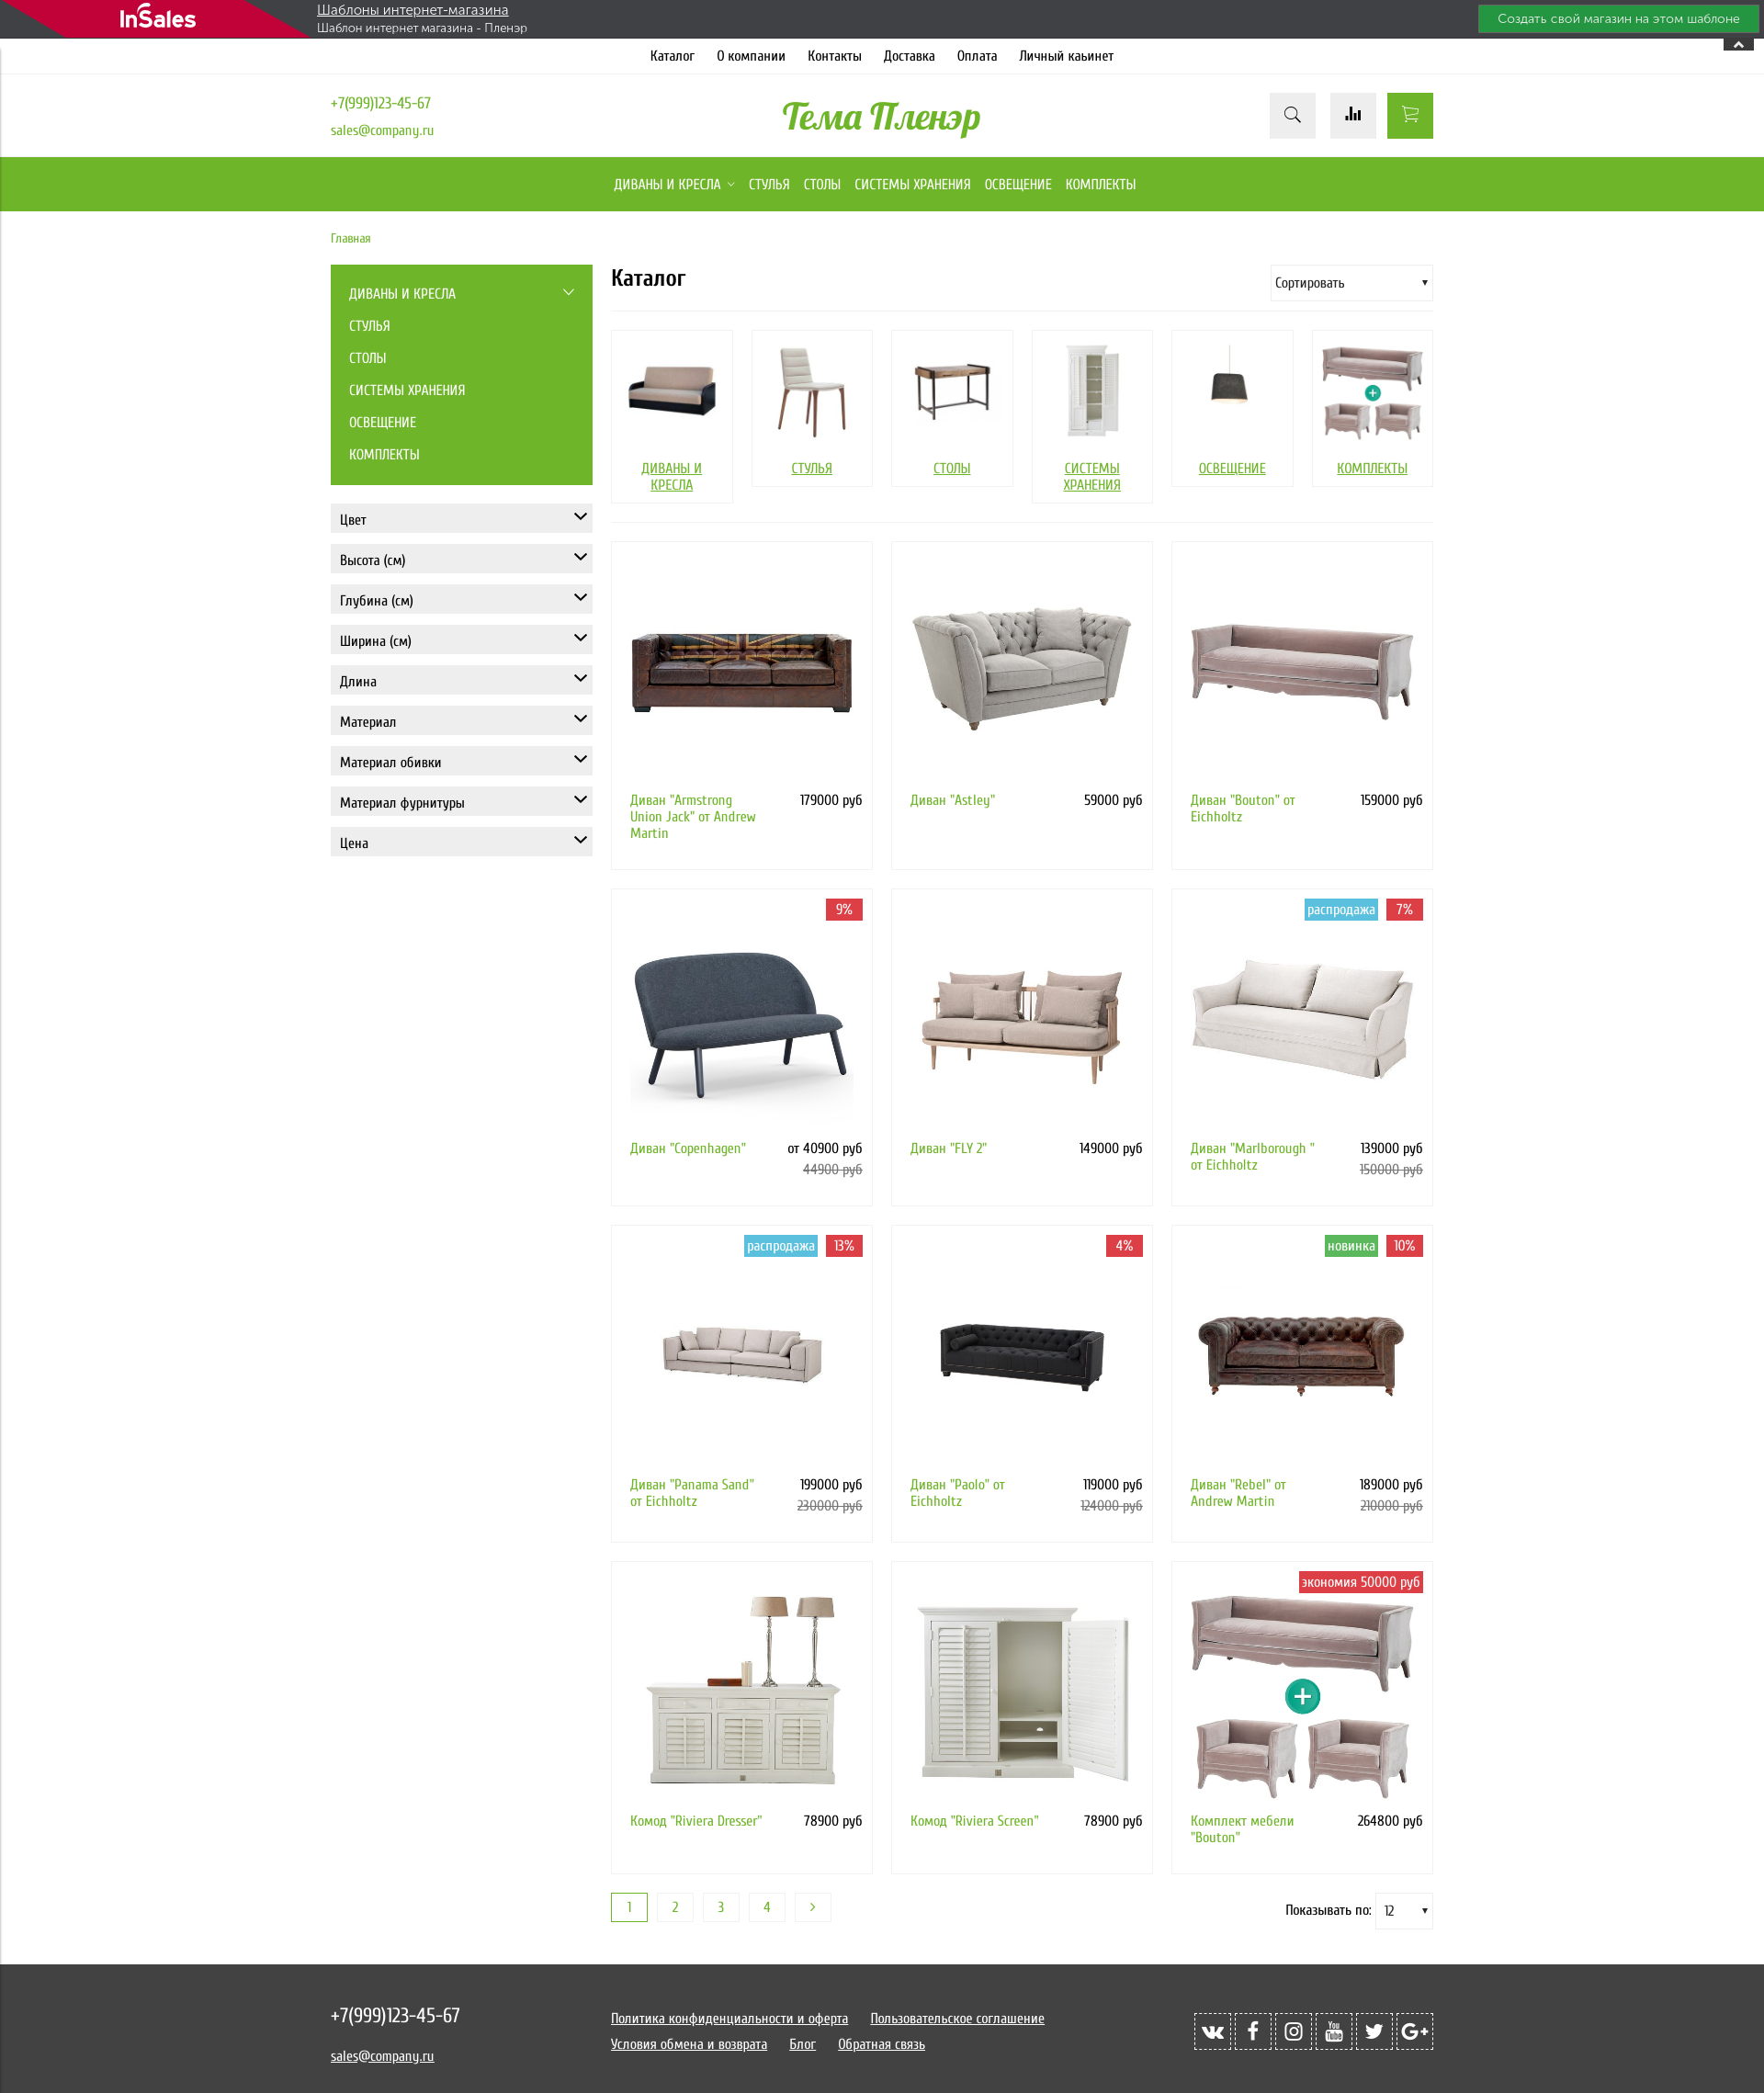 InSales
Шаблоны интернет-магазина
Шаблон интернет магазина - Пленэр
Создать свой магазин на этом шаблоне
Каталог О компании Контакты Доставка Оплата Личный каьинет
+7(999)123-45-67
sales@company.ru
Тема Пленэр
ДИВАНЫ И КРЕСЛА СТУЛЬЯ СТОЛЫ СИСТЕМЫ ХРАНЕНИЯ ОСВЕЩЕНИЕ КОМПЛЕКТЫ
Главная
ДИВАНЫ И КРЕСЛА
СТУЛЬЯ
СТОЛЫ
СИСТЕМЫ ХРАНЕНИЯ
ОСВЕЩЕНИЕ
КОМПЛЕКТЫ
Цвет
Высота (см)
Глубина (см)
Ширина (см)
Длина
Материал
Материал обивки
Материал фурнитуры
Цена
Каталог
Сортировать
ДИВАНЫ И
КРЕСЛА
СТУЛЬЯ
СТОЛЫ
СИСТЕМЫ
ХРАНЕНИЯ
ОСВЕЩЕНИЕ
КОМПЛЕКТЫ
Диван "Armstrong
Union Jack" от Andrew
Martin
179000 руб
Диван "Astley"
59000 руб
Диван "Bouton" от
Eichholtz
159000 руб
9%
Диван "Copenhagen"
от 40900 руб
44900 руб
Диван "FLY 2"
149000 руб
распродажа 7%
Диван "Marlborough "
от Eichholtz
139000 руб
150000 руб
распродажа 13%
Диван "Panama Sand"
от Eichholtz
199000 руб
230000 руб
4%
Диван "Paolo" от
Eichholtz
119000 руб
124000 руб
новинка 10%
Диван "Rebel" от
Andrew Martin
189000 руб
210000 руб
Комод "Riviera Dresser"
78900 руб
Комод "Riviera Screen"
78900 руб
экономия 50000 руб
Комплект мебели
"Bouton"
264800 руб
1 2 3 4
Показывать по: 12
+7(999)123-45-67
sales@company.ru
Политика конфиденциальности и оферта Пользовательское соглашение
Условия обмена и возврата Блог Обратная связь
You
Tube
G+